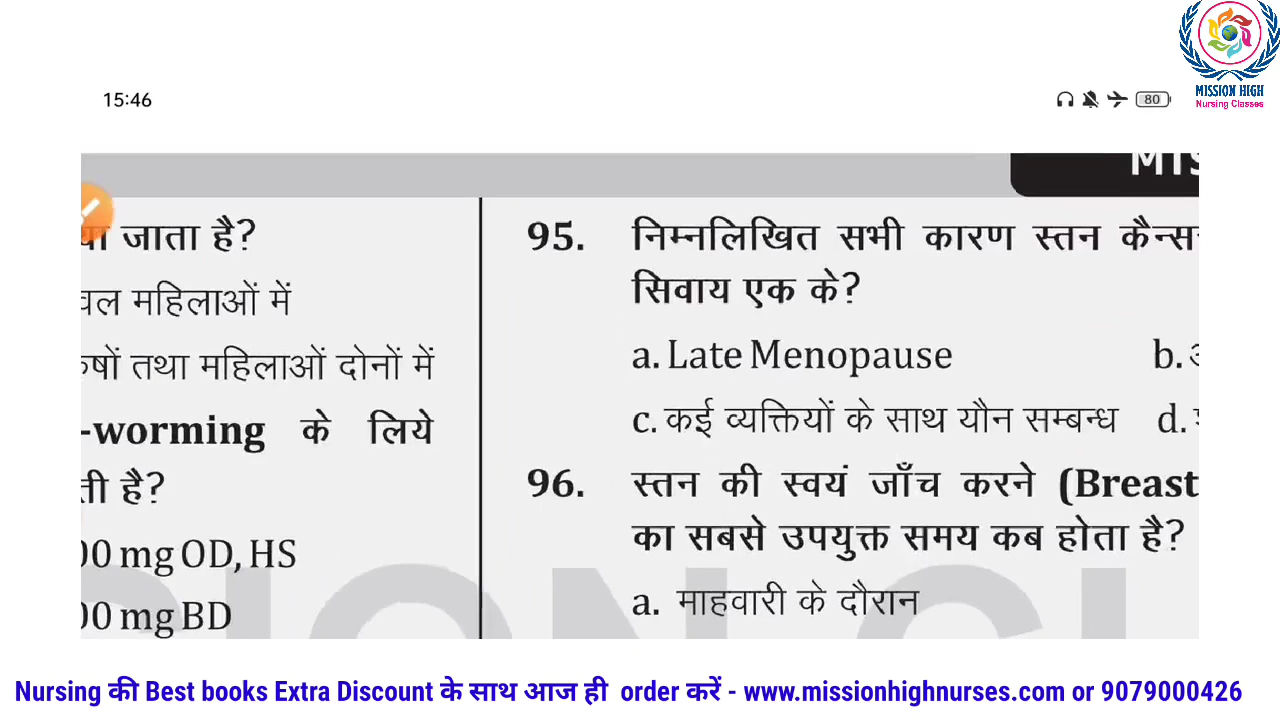 MISSION HIGH
Nursing Classes
15:46
80
जाता है?
महिलाओं में
तथा महिलाओं दोनों में
-worming के लिये
है?
mg OD, HS
mg BD
95. निम्नलिखित सभी कारण स्तन
सिवाय एक के?
a. Late Menopause b.
c. कई व्यक्तियों के साथ यौन सम्बन्ध d.
96. स्तन की स्वयं जाँच करने (Breast
का सबसे उपयुक्त समय कब होता है?
a. माहवारी के दौरान
Nursing की Best books Extra Discount के साथ आज ही order करें - www.missionhighnurses.com or 9079000426